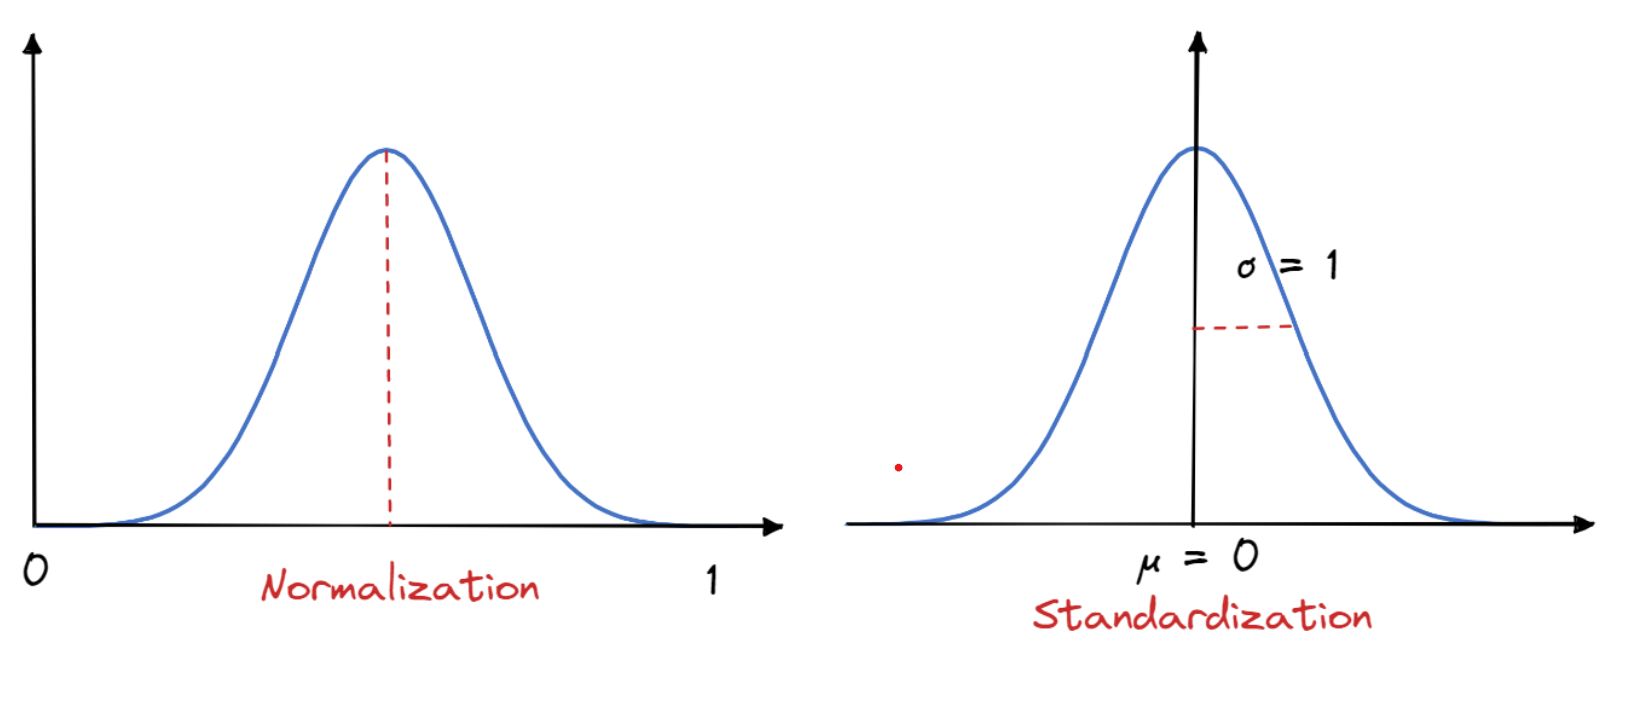 0
Normalization
1
σ = 1
μ = 0
Standardization